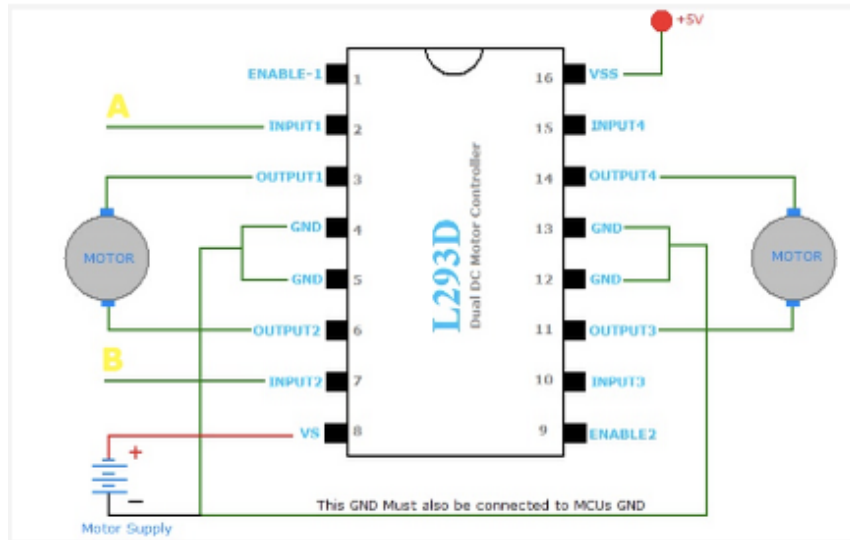 +5V
ENABLE-1 1 16 VSS
A
INPUT1 2 15 INPUT4
OUTPUT1 3 14 OUTPUT4
GND 4 13 GND
MOTOR
MOTOR
L293D
Dual DC Motor Controller
GND 5 12 GND
OUTPUT2 6 11 OUTPUT3
B
INPUT2 7 10 INPUT3
VS 8 9 ENABLE2
+
−
This GND Must also be connected to MCUs GND
Motor Supply